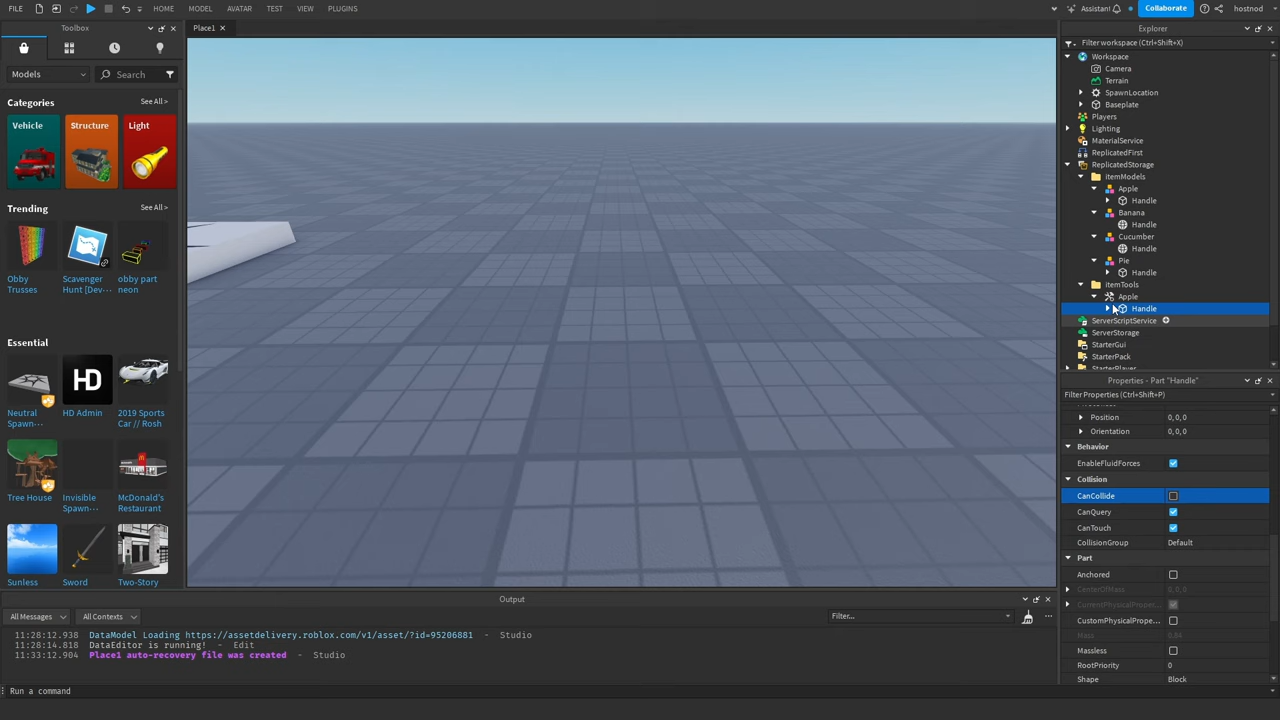 FILE HOME MODEL AVATAR TEST VIEW PLUGINS Assistant Collaborate hostnod
Toolbox
Models Search
Categories See All >
Vehicle Structure Light
Trending See All >
Obby Trusses
Scavenger Hunt [Dev-...
obby part neon
Essential See All >
Neutral Spawn-...
HD Admin
2019 Sports Car // Rosh
Tree House
Invisible Spawn-...
McDonald's Restaurant
Sunless
Sword
Two-Story
Place1
Output
All Messages All Contexts Filter...
11:28:12.938 DataModel Loading https://assetdelivery.roblox.com/v1/asset/?id=95206881 - Studio
11:28:14.818 DataEditor is running! - Edit
11:33:12.904 Place1 auto-recovery file was created - Studio
Run a command
Explorer
Filter workspace (Ctrl+Shift+X)
Workspace
Camera
Terrain
SpawnLocation
Baseplate
Players
Lighting
MaterialService
ReplicatedFirst
ReplicatedStorage
itemModels
Apple
Handle
Banana
Handle
Cucumber
Handle
Pie
Handle
itemTools
Apple
Handle
ServerScriptService
ServerStorage
StarterGui
StarterPack
StarterPlayer
Properties - Part "Handle"
Filter Properties (Ctrl+Shift+P)
Position 0, 0, 0
Orientation 0, 0, 0
Behavior
EnableFluidForces
Collision
CanCollide
CanQuery
CanTouch
CollisionGroup Default
Part
Anchored
CenterOfMass 0, 0, 0
CurrentPhysicalPropec...
CustomPhysicalPrope...
Mass
Massless
RootPriority 0
Shape Block